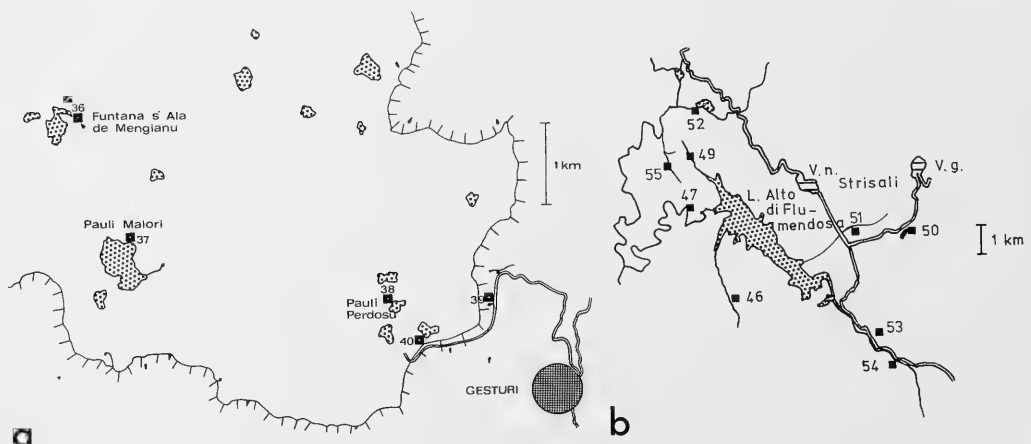 36
Funtana s' Ala
de Mengianu
Pauli Maiori
37
1 km
38
Pauli
Perdosu
39
40
GESTURI
a
52
49
55
47
L. Alto
di Flu-
mendosa
V.n.
Strisaili
V.g.
51
50
1 km
46
53
54
b